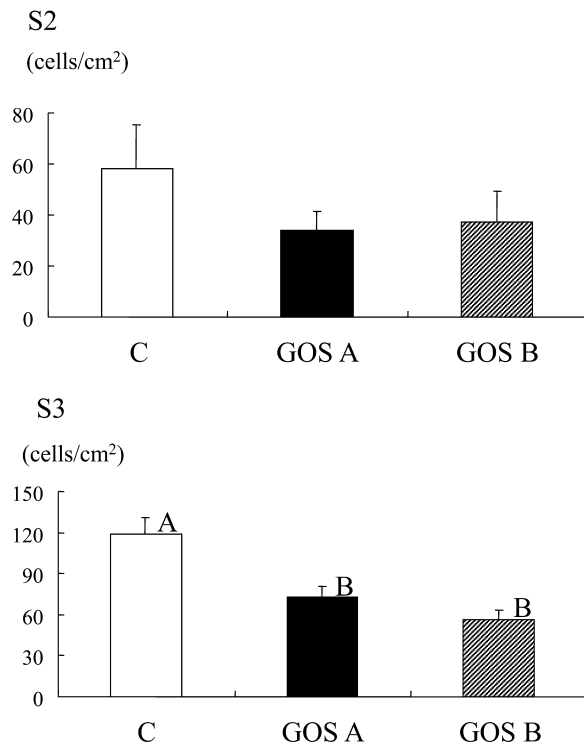 S2
(cells/cm²)
80
60
40
20
0
C GOS A GOS B
S3
(cells/cm²)
150
120
90
60
30
0
A
B
B
C GOS A GOS B